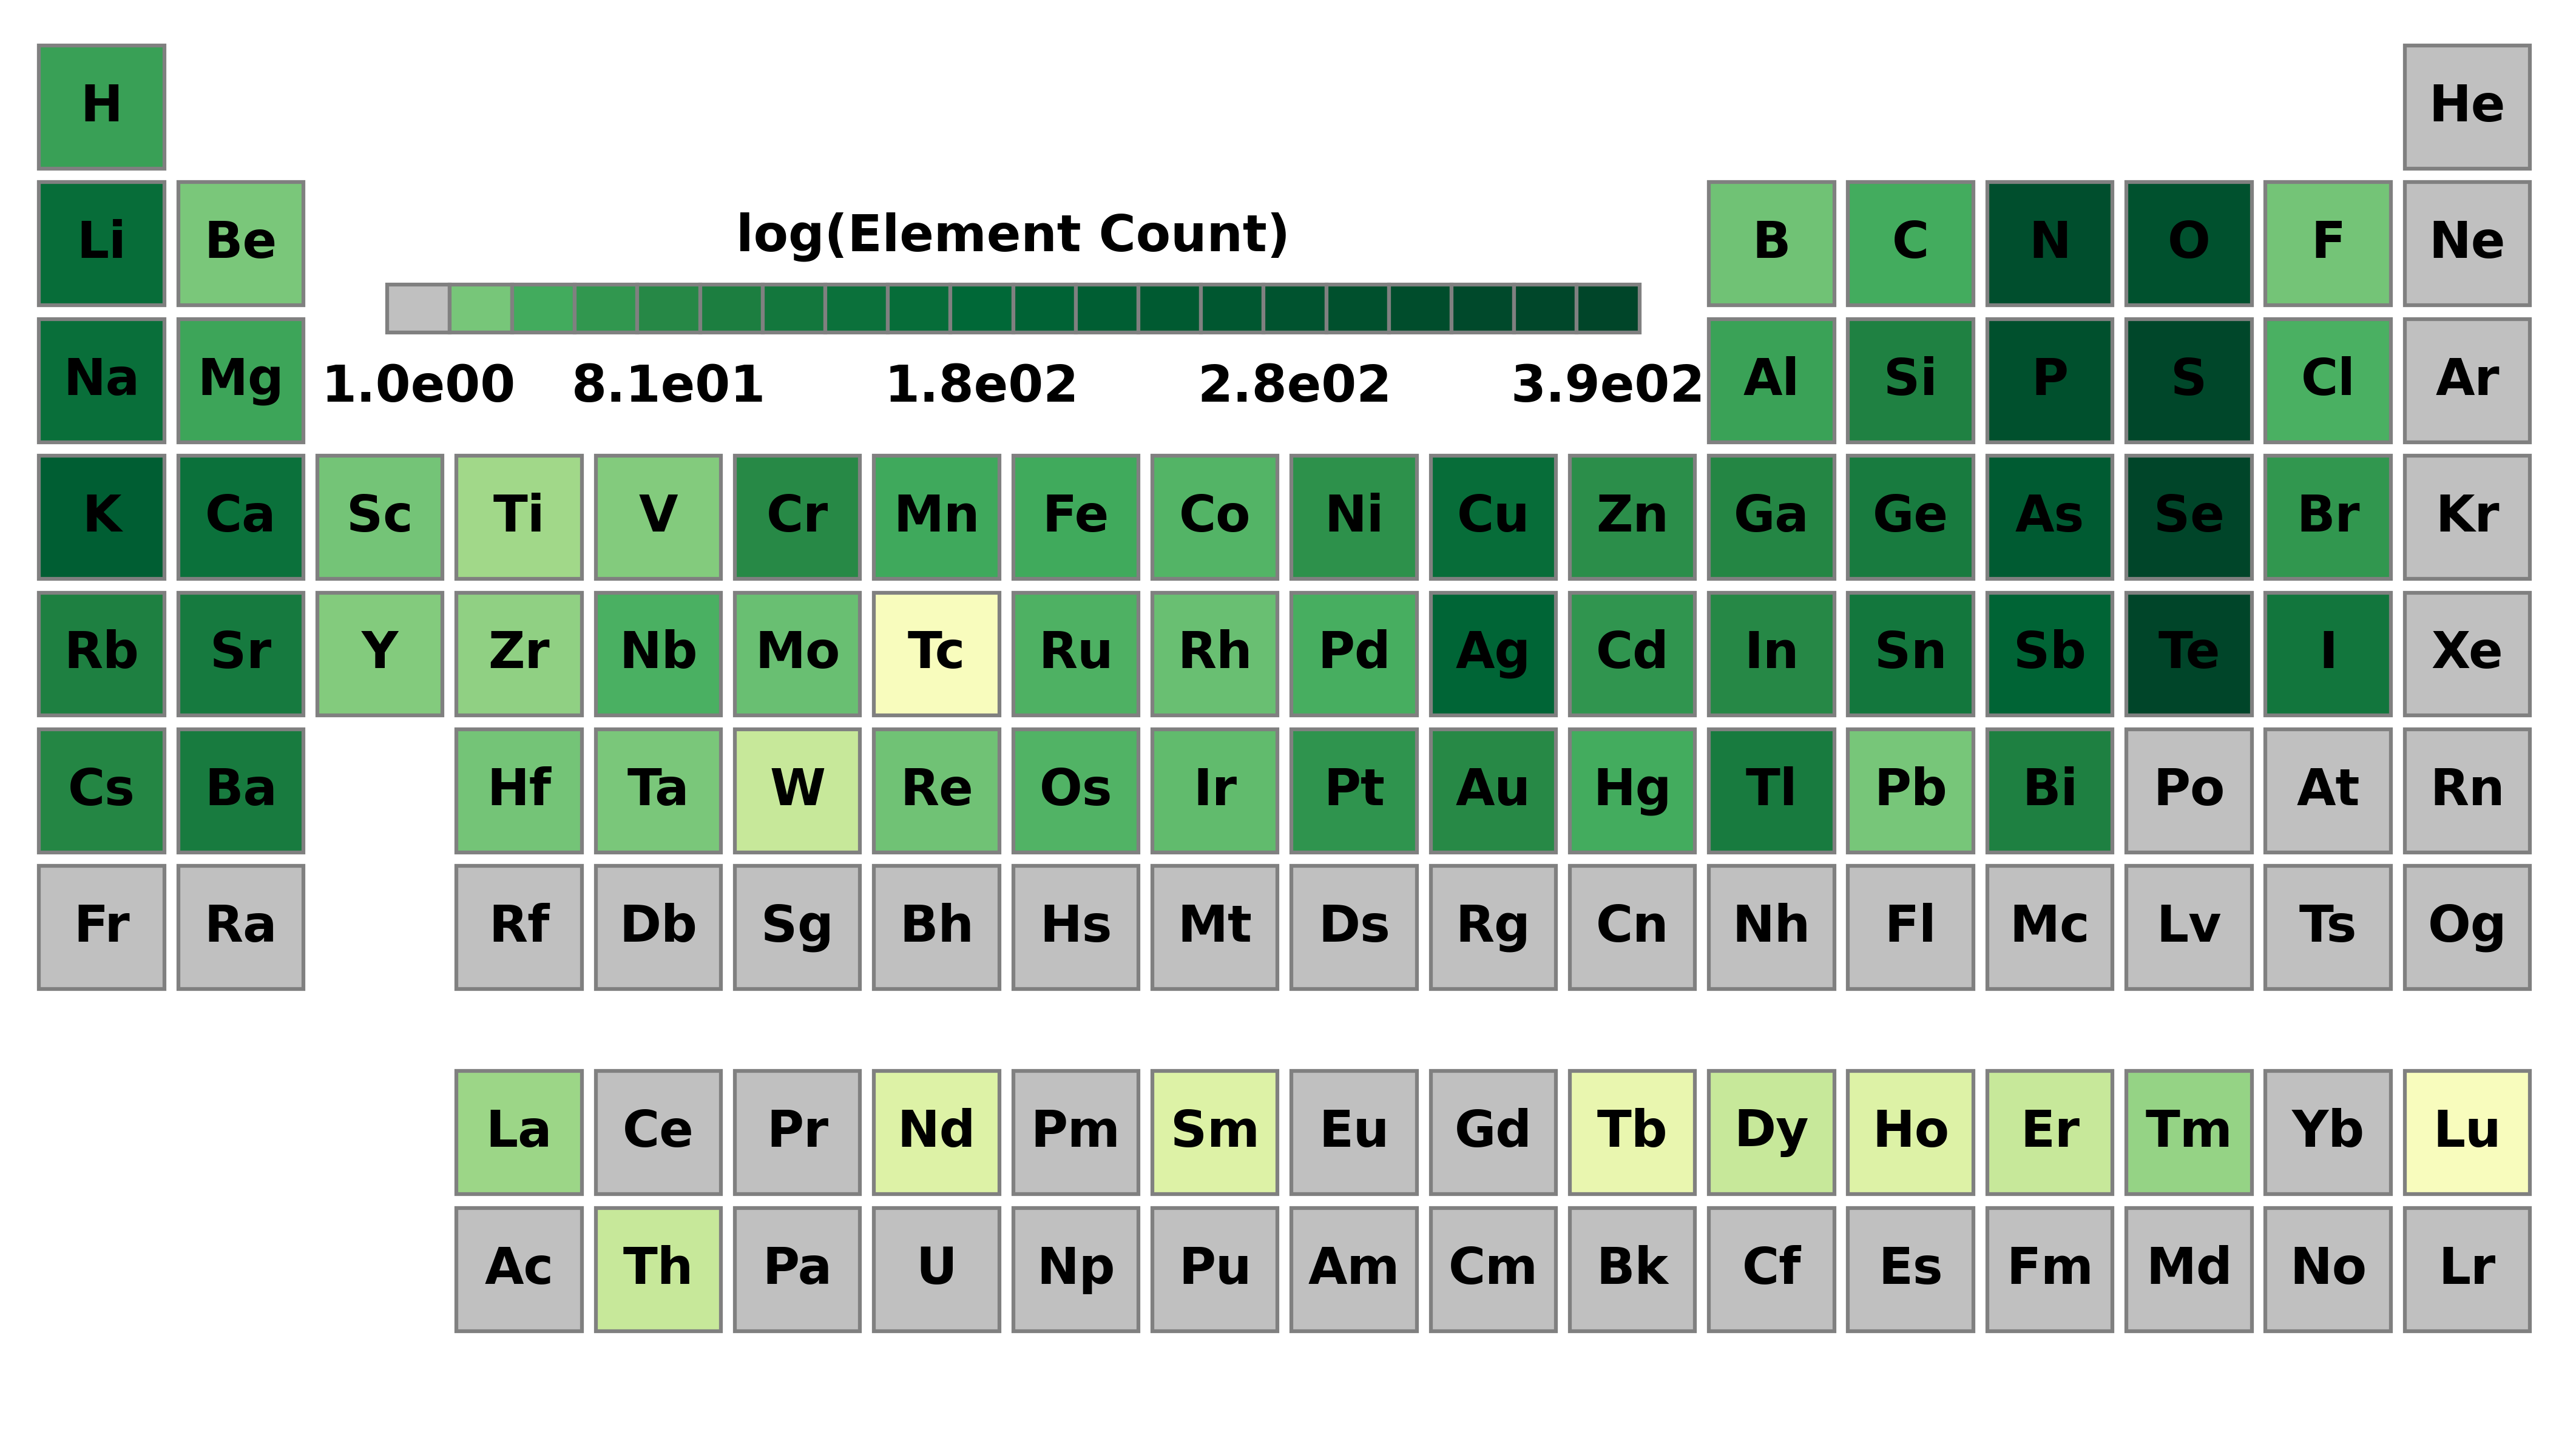 H He
Li Be B C N O F Ne
log(Element Count)
Na Mg Al Si P S Cl Ar
1.0e00 8.1e01 1.8e02 2.8e02 3.9e02
K Ca Sc Ti V Cr Mn Fe Co Ni Cu Zn Ga Ge As Se Br Kr
Rb Sr Y Zr Nb Mo Tc Ru Rh Pd Ag Cd In Sn Sb Te I Xe
Cs Ba Hf Ta W Re Os Ir Pt Au Hg Tl Pb Bi Po At Rn
Fr Ra Rf Db Sg Bh Hs Mt Ds Rg Cn Nh Fl Mc Lv Ts Og
La Ce Pr Nd Pm Sm Eu Gd Tb Dy Ho Er Tm Yb Lu
Ac Th Pa U Np Pu Am Cm Bk Cf Es Fm Md No Lr